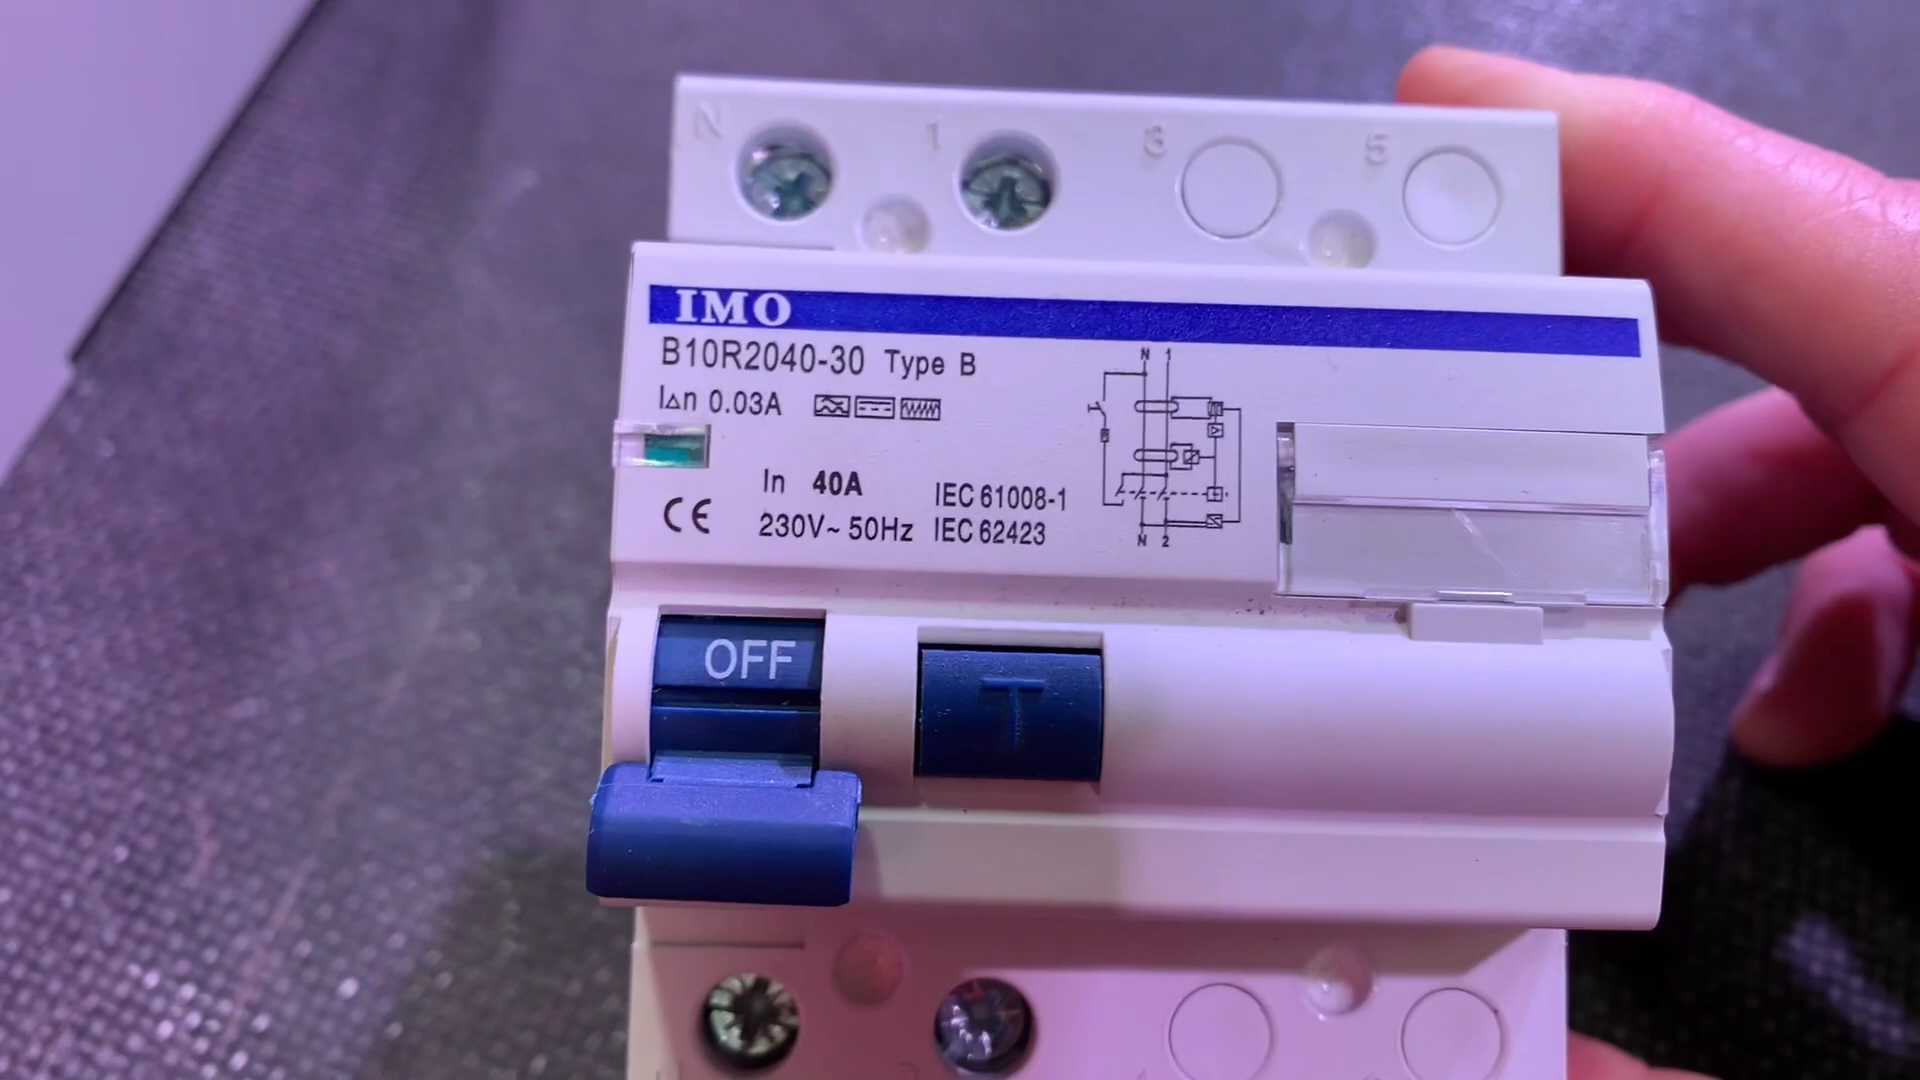 N 1 3 5
IMO
B10R2040-30 Type B
I∆n 0.03A
In 40A
230V~ 50Hz
IEC 61008-1
IEC 62423
CE
N 1
N 2
OFF
T